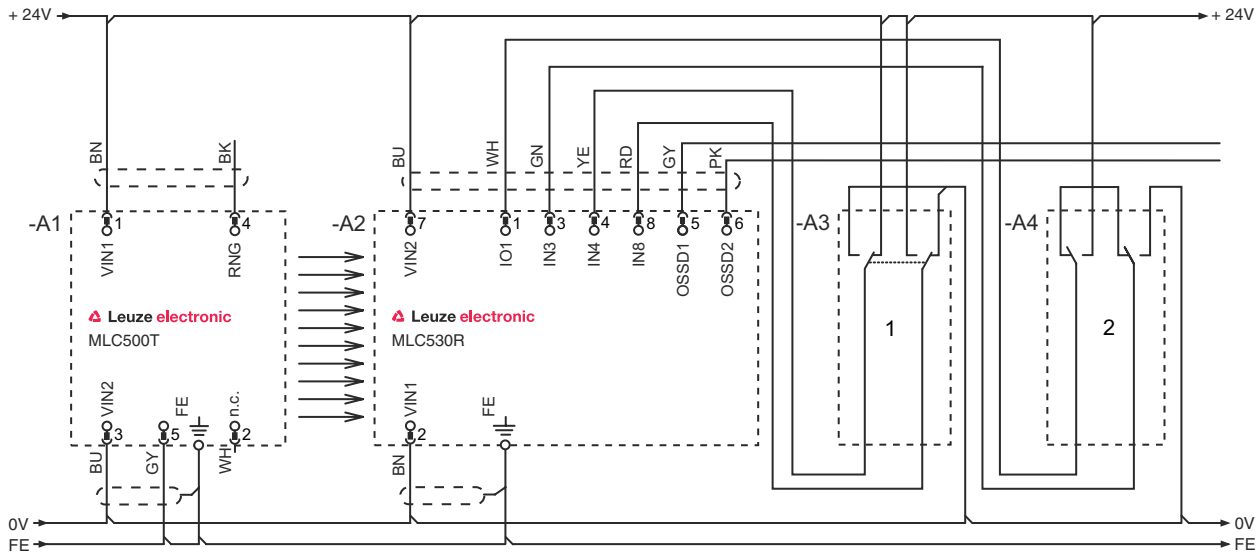 + 24V
+ 24V
BN
BK
BU
WH
GN
YE
RD
GY
PK
-A1
1
4
-A2
7
1
3
4
8
5
6
-A3
-A4
VIN1
RNG
VIN2
IO1
IN3
IN4
IN8
OSSD1
OSSD2
Leuze electronic
MLC500T
Leuze electronic
MLC530R
1
2
VIN2
FE
n.c.
VIN1
FE
3
5
2
2
BU
GY
WH
BN
0V
0V
FE
FE